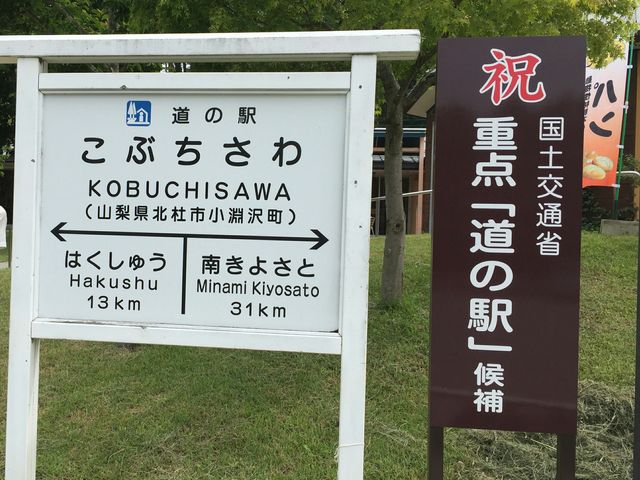 道の駅
こぶちさわ
KOBUCHISAWA
(山梨県北杜市小淵沢町)
はくしゅう
Hakushu
13km
南きよさと
Minami Kiyosato
31km
祝
国土交通省
重点「道の駅」候補
パン